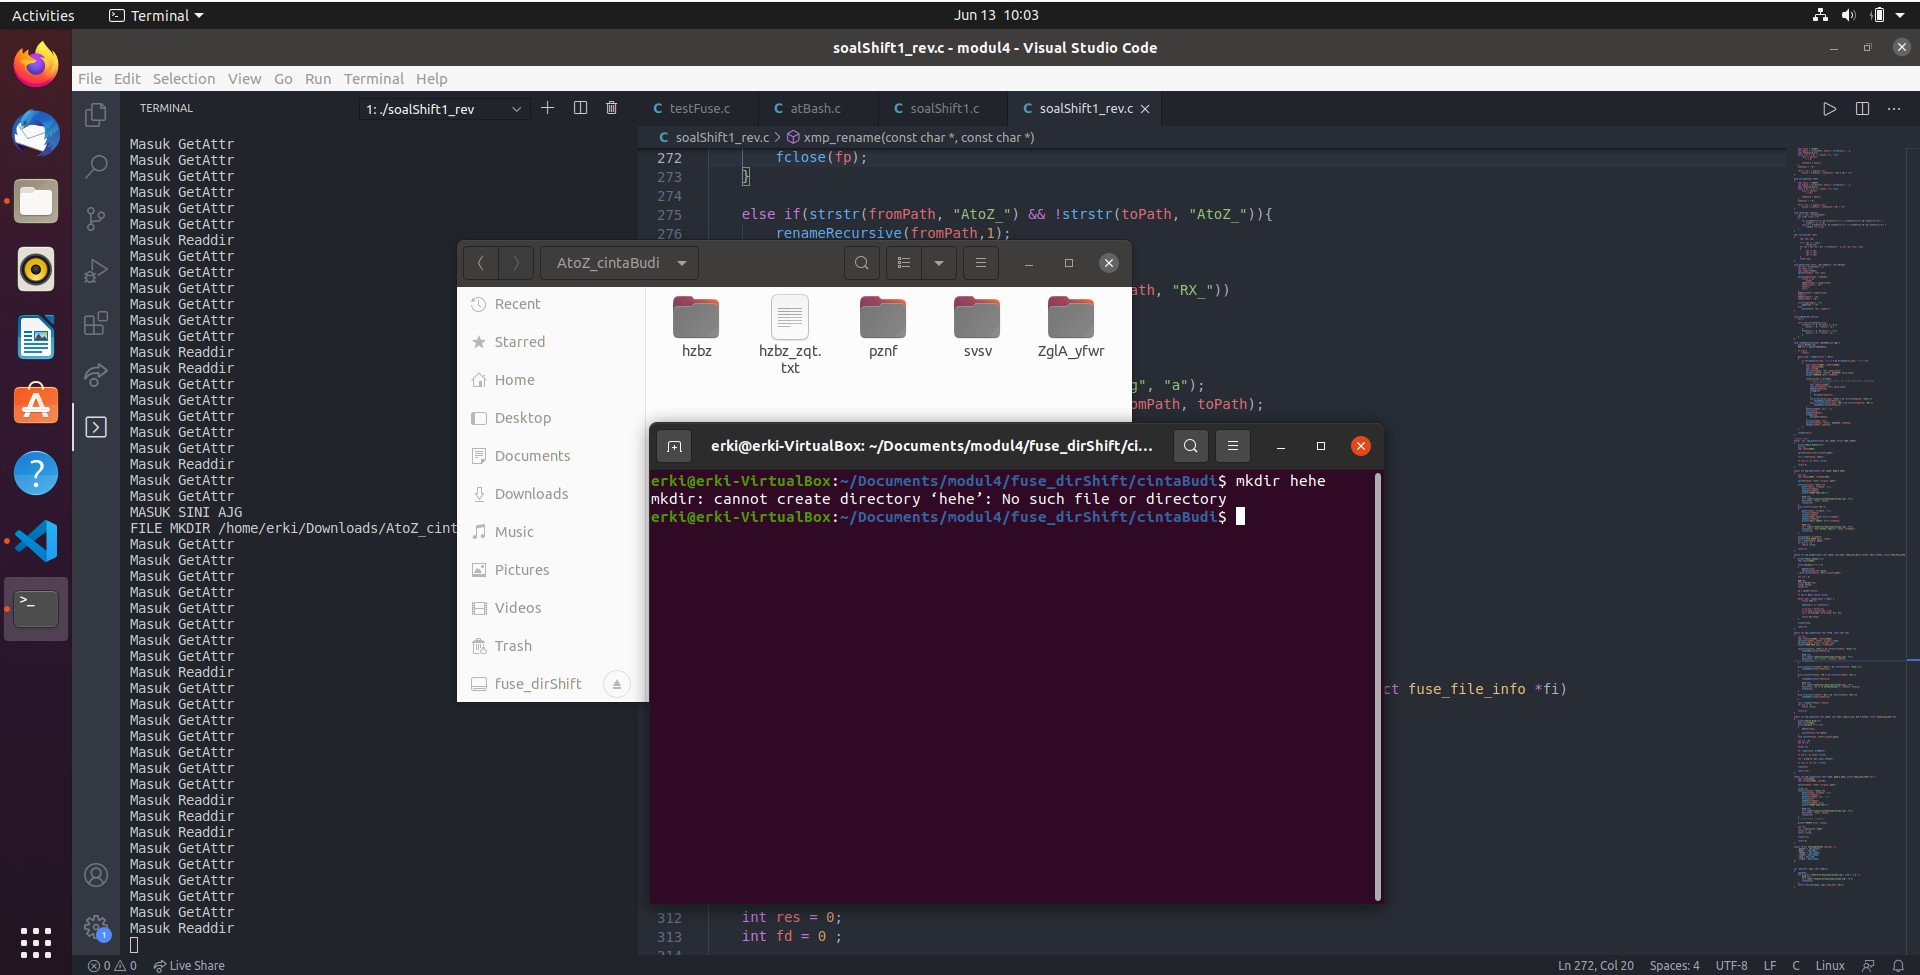 Activities
Terminal
Jun 13 10:03
soalShift1_rev.c - modul4 - Visual Studio Code
File Edit Selection View Go Run Terminal Help
TERMINAL
1: ./soalShift1_rev
Masuk GetAttr
Masuk GetAttr
Masuk GetAttr
Masuk GetAttr
Masuk GetAttr
Masuk GetAttr
Masuk Readdir
Masuk GetAttr
Masuk GetAttr
Masuk GetAttr
Masuk GetAttr
Masuk GetAttr
Masuk GetAttr
Masuk Readdir
Masuk Readdir
Masuk GetAttr
Masuk GetAttr
Masuk GetAttr
Masuk GetAttr
Masuk GetAttr
Masuk Readdir
Masuk GetAttr
Masuk GetAttr
MASUK SINI AJG
FILE MKDIR /home/erki/Downloads/AtoZ_cint
Masuk GetAttr
Masuk GetAttr
Masuk GetAttr
Masuk GetAttr
Masuk GetAttr
Masuk GetAttr
Masuk GetAttr
Masuk GetAttr
Masuk Readdir
Masuk GetAttr
Masuk GetAttr
Masuk GetAttr
Masuk GetAttr
Masuk GetAttr
Masuk GetAttr
Masuk GetAttr
Masuk Readdir
Masuk Readdir
Masuk Readdir
Masuk GetAttr
Masuk GetAttr
Masuk GetAttr
Masuk GetAttr
Masuk GetAttr
Masuk Readdir
testFuse.c
atBash.c
soalShift1.c
soalShift1_rev.c
soalShift1_rev.c > xmp_rename(const char *, const char *)
272 fclose(fp);
273 }
274
275 else if(strstr(fromPath, "AtoZ_") && !strstr(toPath, "AtoZ_")){
276 renameRecursive(fromPath,1);
ath, "RX_"))
g", "a");
omPath, toPath);
ct fuse_file_info *fi)
312 int res = 0;
313 int fd = 0 ;
314
AtoZ_cintaBudi
Recent
Starred
Home
Desktop
Documents
Downloads
Music
Pictures
Videos
Trash
fuse_dirShift
hzbz
hzbz_zqt.
txt
pznf
svsv
ZglA_yfwr
erki@erki-VirtualBox: ~/Documents/modul4/fuse_dirShift/ci...
erki@erki-VirtualBox:~/Documents/modul4/fuse_dirShift/cintaBudi$ mkdir hehe
mkdir: cannot create directory ‘hehe’: No such file or directory
erki@erki-VirtualBox:~/Documents/modul4/fuse_dirShift/cintaBudi$
1
0 0 Live Share
Ln 272, Col 20 Spaces: 4 UTF-8 LF C Linux